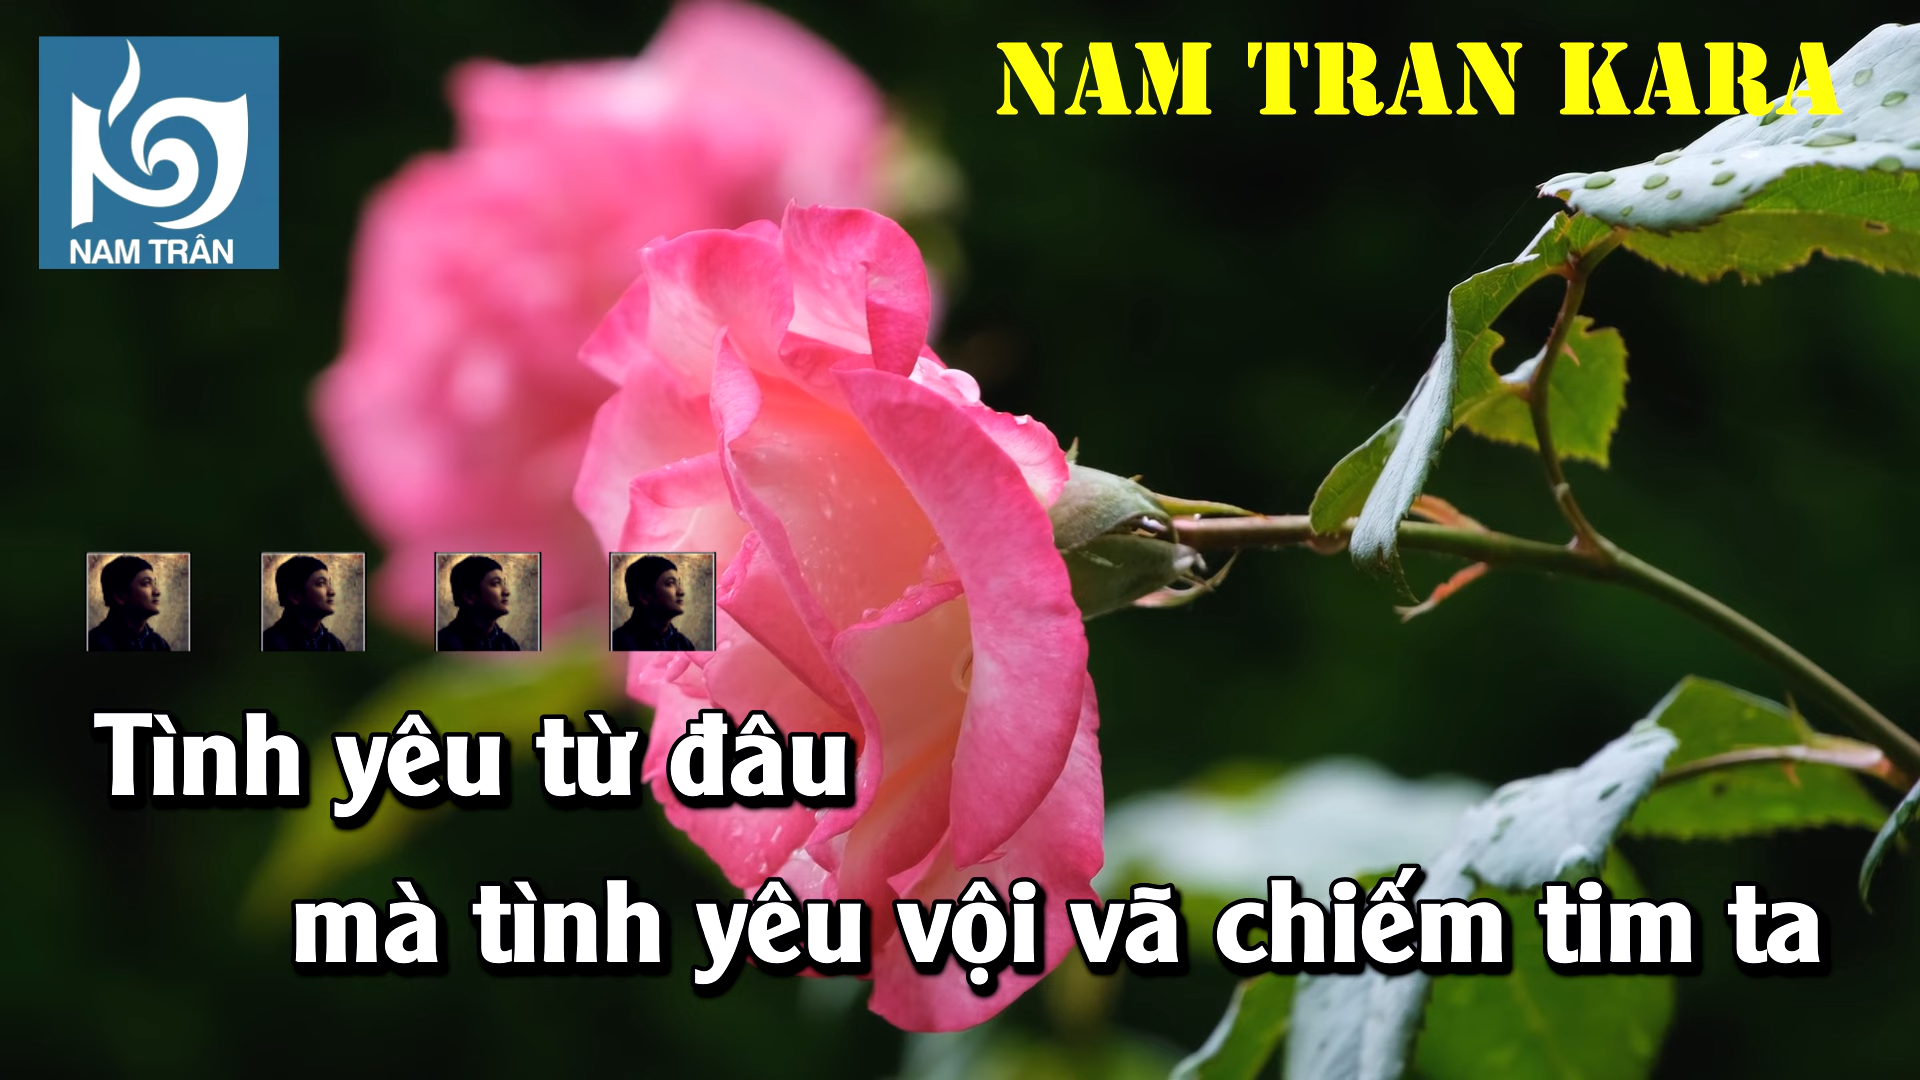 NAM TRAN KARA
NAM TRÂN
Tình yêu từ đâu
mà tình yêu vội vã chiếm tim ta